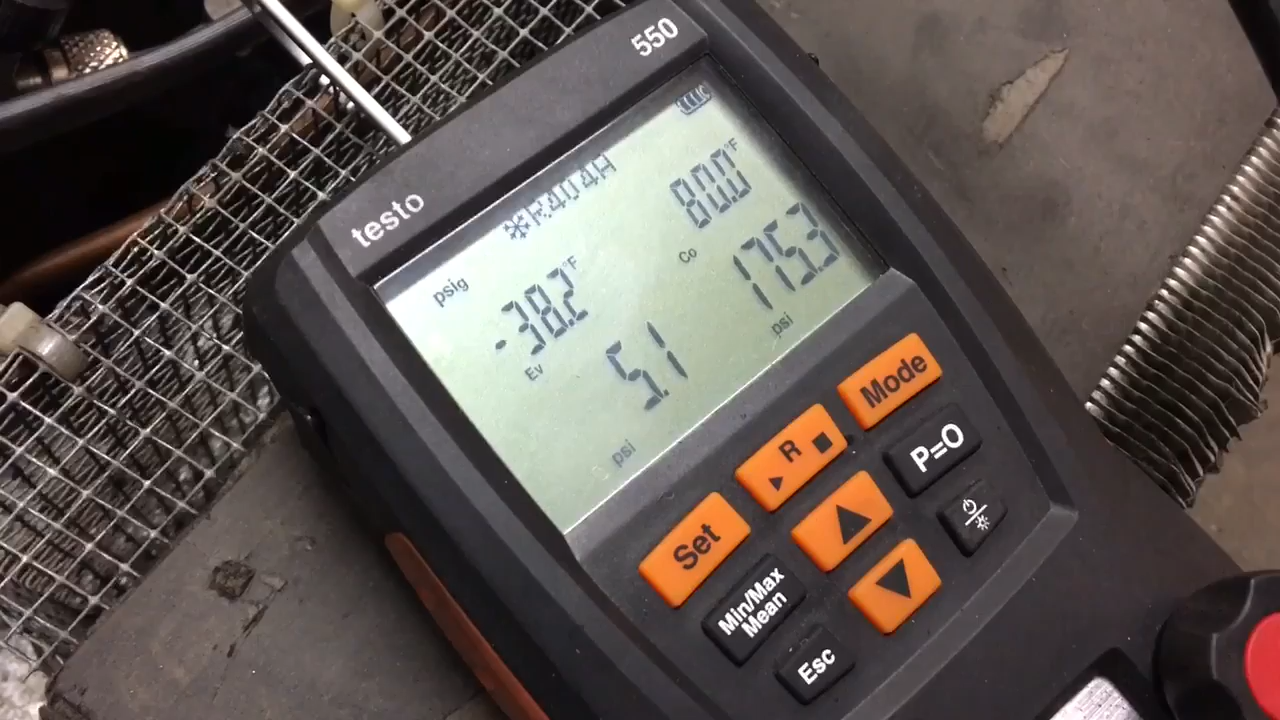 testo 550
❄R404A
psig
-38.2 °F
Ev
5.1
psi
80.0 °F
Co
175.3
psi
Set
R
Mode
Min/Max
Mean
P=0
Esc